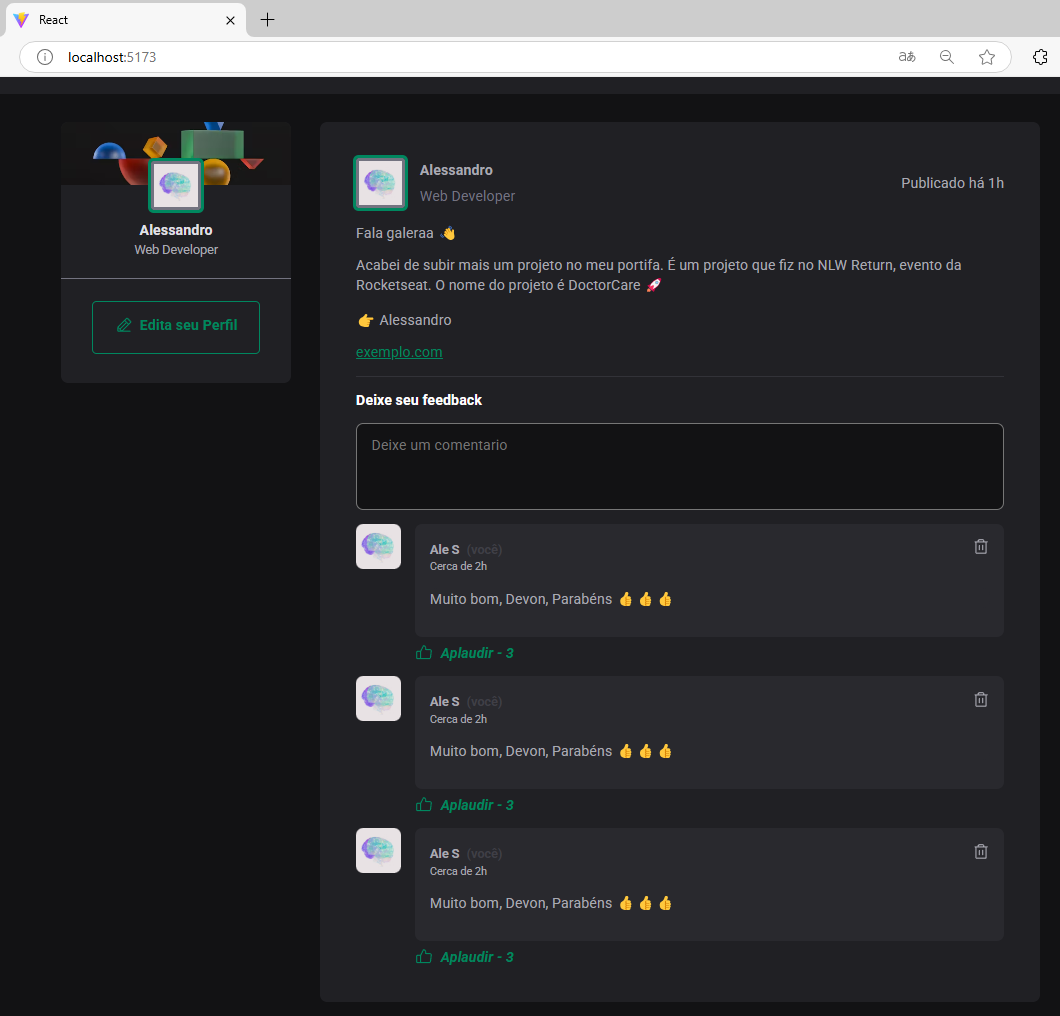 React
localhost:5173
aあ
Alessandro
Web Developer
Edita seu Perfil
Alessandro
Web Developer
Publicado há 1h
Fala galeraa 👋
Acabei de subir mais um projeto no meu portifa. É um projeto que fiz no NLW Return, evento da
Rocketseat. O nome do projeto é DoctorCare 🚀
👉 Alessandro
exemplo.com
Deixe seu feedback
Deixe um comentario
Ale S (você)
Cerca de 2h
Muito bom, Devon, Parabéns 👍 👍 👍
Aplaudir - 3
Ale S (você)
Cerca de 2h
Muito bom, Devon, Parabéns 👍 👍 👍
Aplaudir - 3
Ale S (você)
Cerca de 2h
Muito bom, Devon, Parabéns 👍 👍 👍
Aplaudir - 3